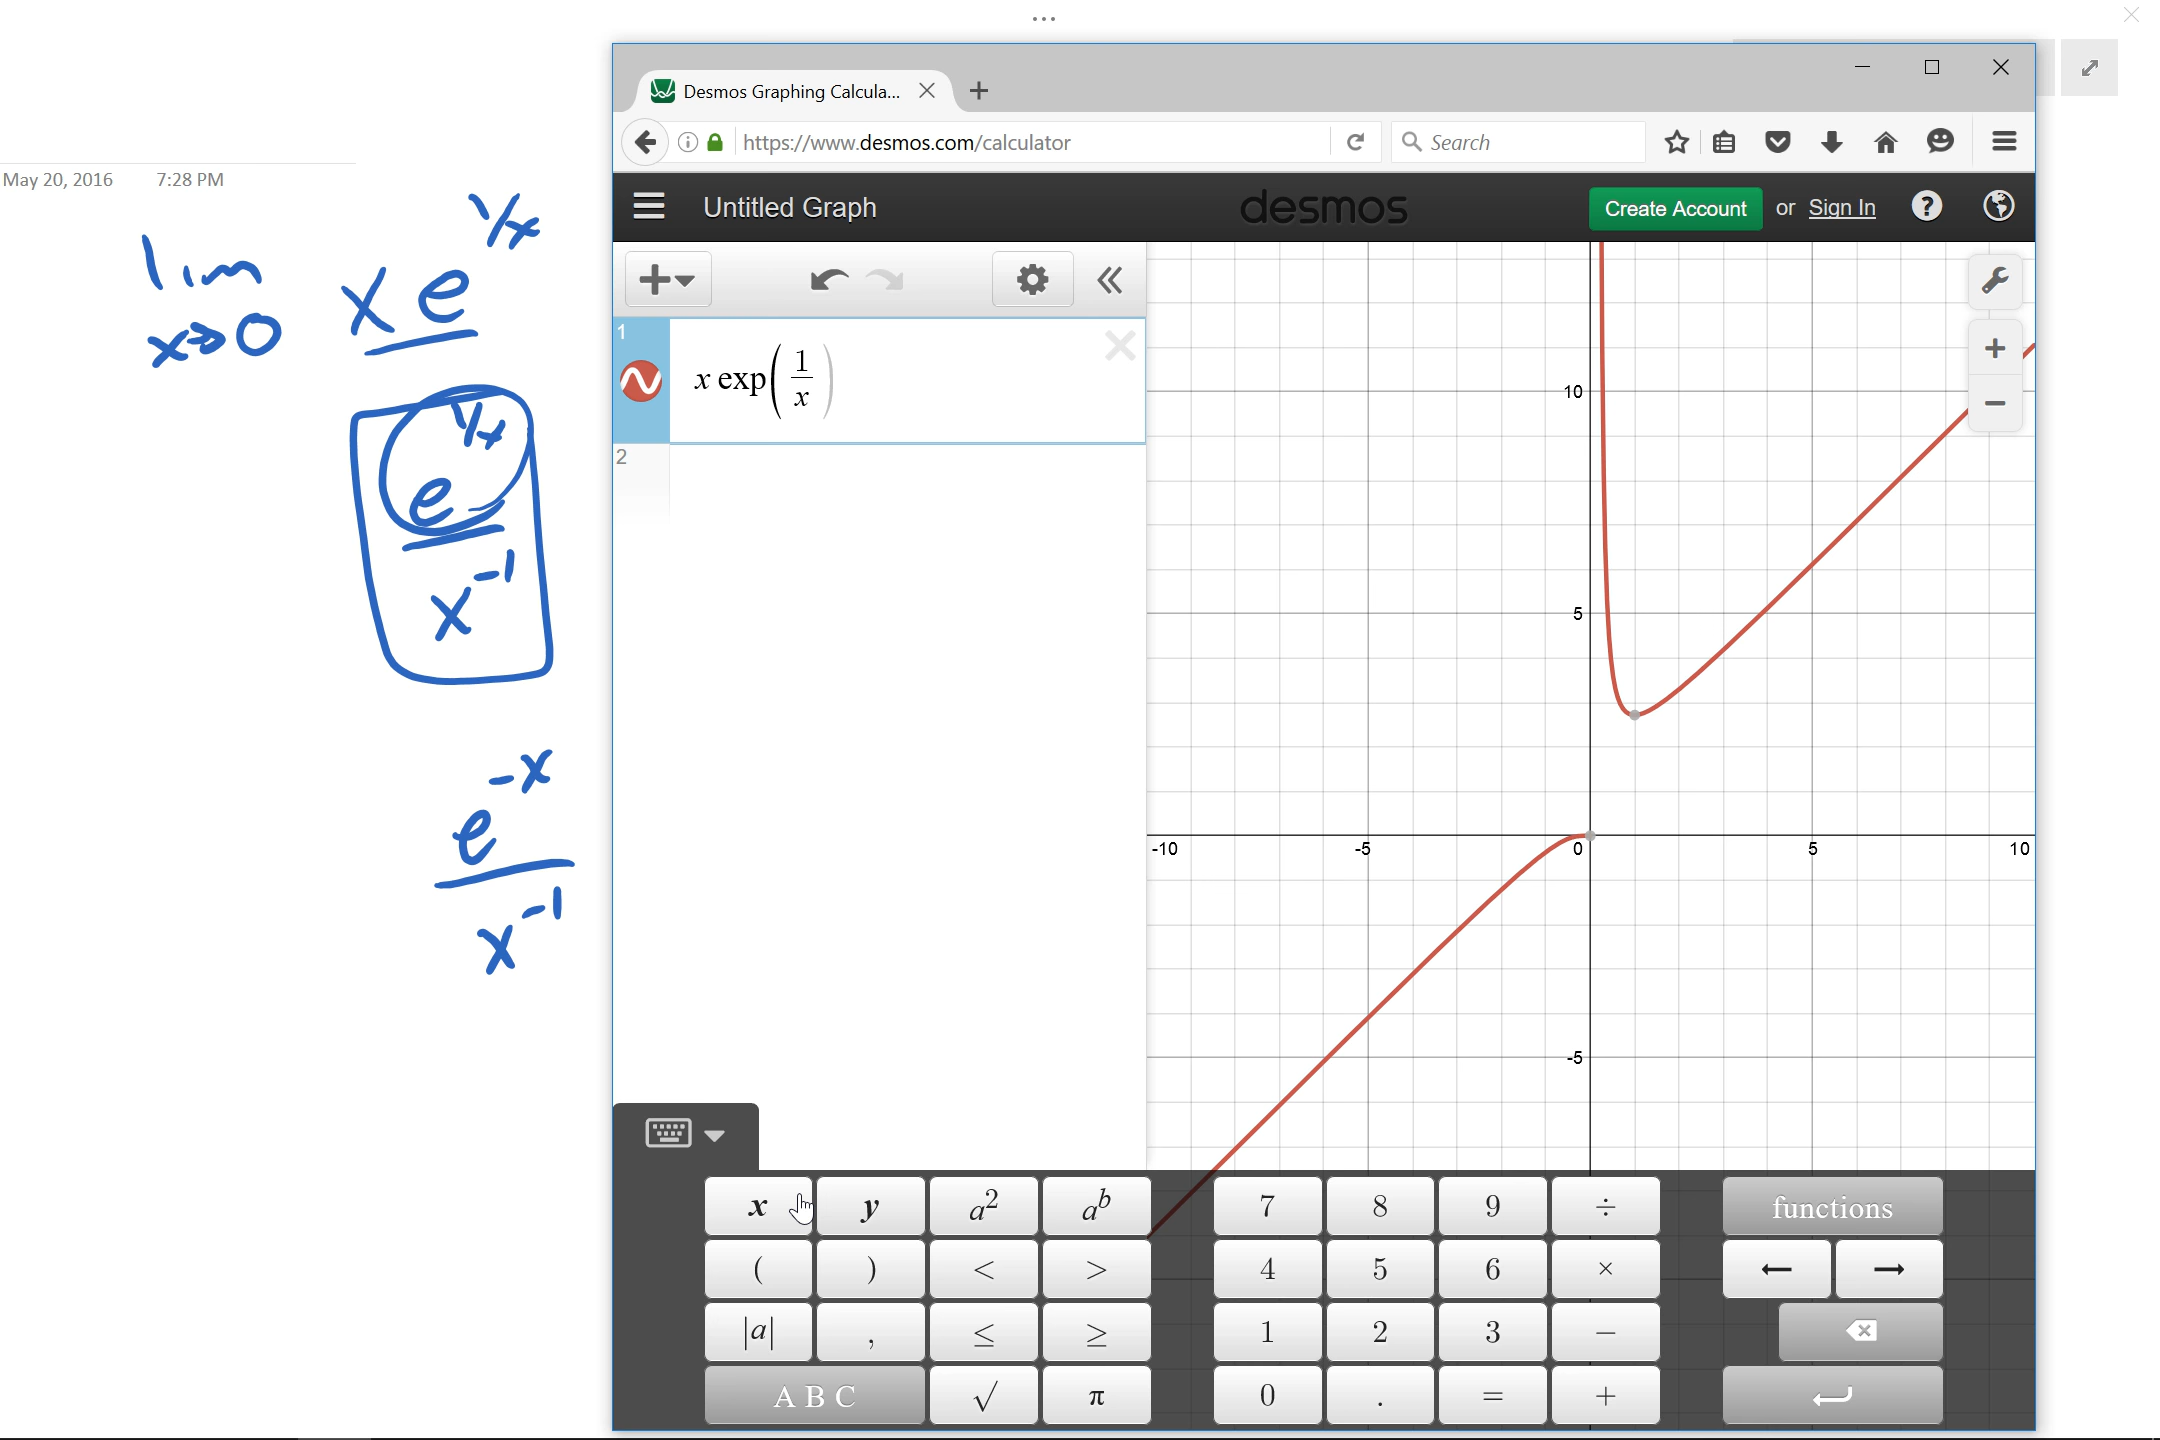 ...
Desmos Graphing Calcula...
https://www.desmos.com/calculator
Search
May 20, 2016 7:28 PM
Untitled Graph
desmos
Create Account or Sign In
lim x→0 x e^(1/x)
e^(1/x)
x^(-1)
e^(-x)
x^(-1)
1
x exp(1/x)
2
10
5
-10 -5 0 5 10
-5
x y a² a^b 7 8 9 ÷ functions
( ) < > 4 5 6 × ← →
|a| , ≤ ≥ 1 2 3 −
A B C √ π 0 . = +